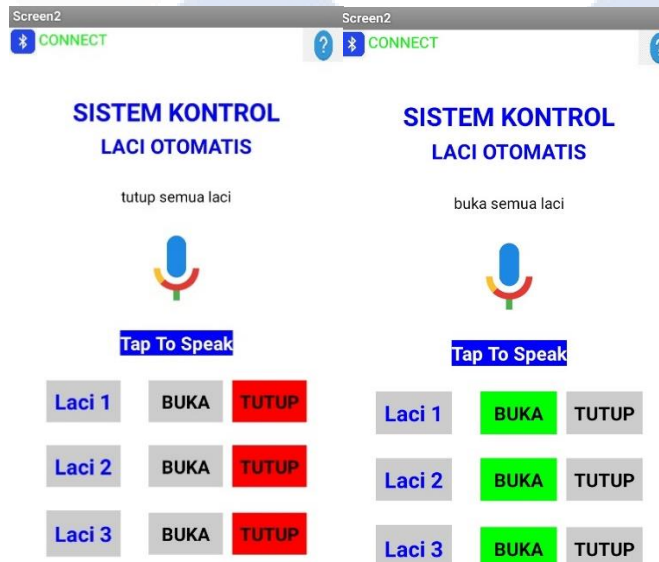 Screen2
CONNECT
?
SISTEM KONTROL
LACI OTOMATIS
tutup semua laci
Tap To Speak
Laci 1 BUKA TUTUP
Laci 2 BUKA TUTUP
Laci 3 BUKA TUTUP
Screen2
CONNECT
?
SISTEM KONTROL
LACI OTOMATIS
buka semua laci
Tap To Speak
Laci 1 BUKA TUTUP
Laci 2 BUKA TUTUP
Laci 3 BUKA TUTUP